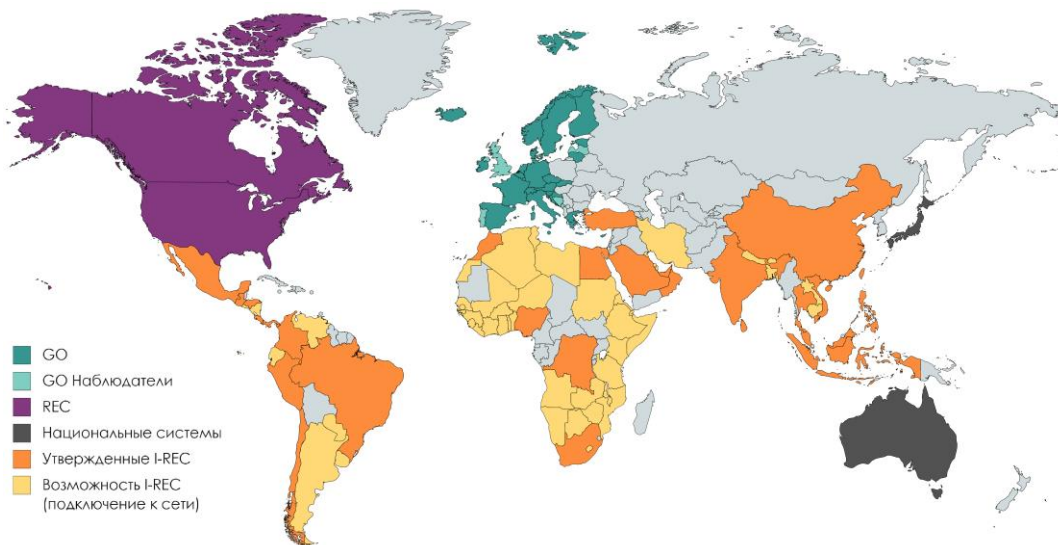 GO
GO Наблюдатели
REC
Национальные системы
Утвержденные I-REC
Возможность I-REC
(подключение к сети)